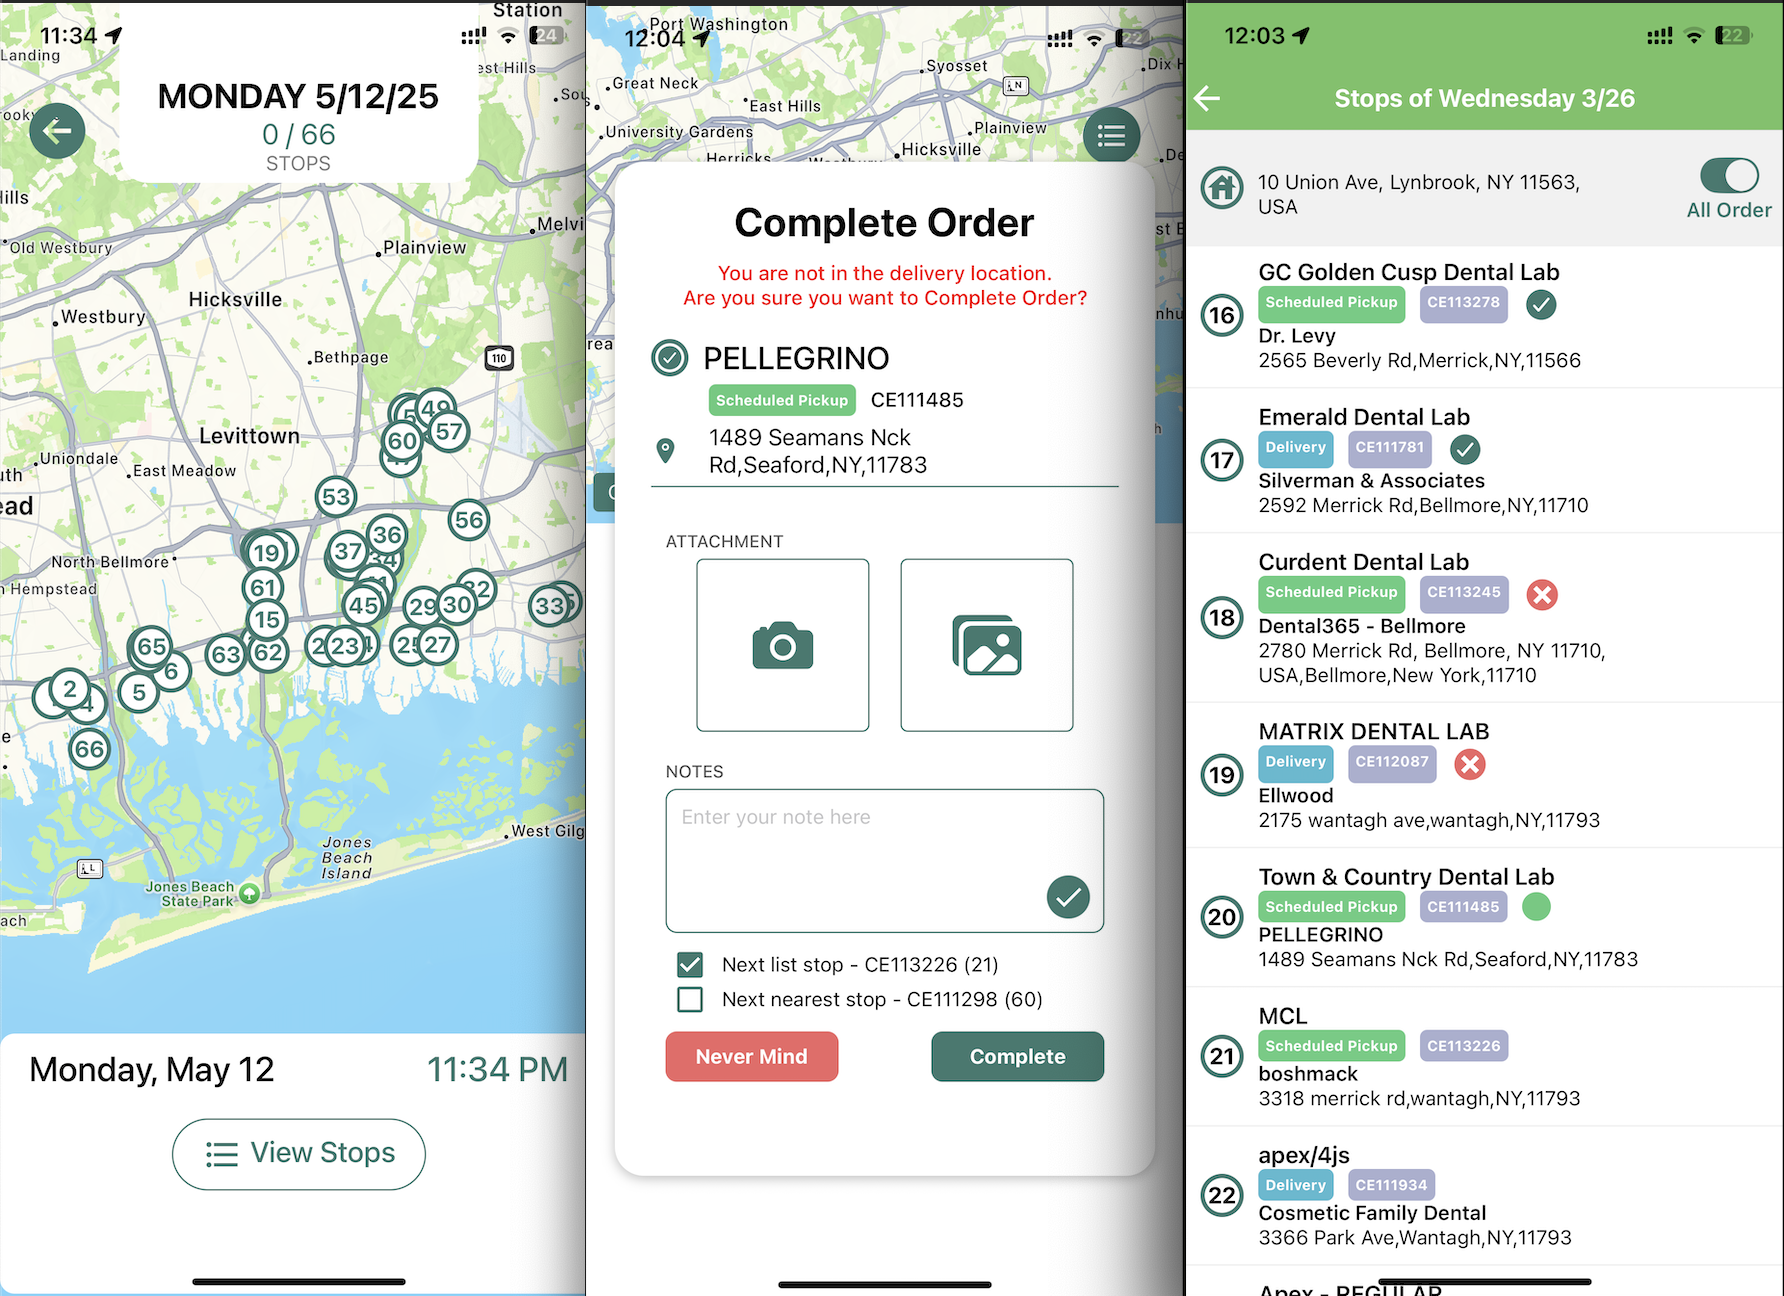 Station
11:34
24
Landing
est Hills
MONDAY 5/12/25
0 / 66
STOPS
Hills
Old Westbury
Melvi
Plainview
Hicksville
Westbury
Bethpage
110
Levittown
Uniondale
East Meadow
ead
5
49
57
60
53
56
36
37
34
19
North Bellmore
Hempstead
61
45
29
30
32
33
15
65
6
63
62
2
23
4
25
27
2
4
5
66
West Gilg
Jones
Beach
Island
Jones Beach
State Park
ach
Monday, May 12
11:34 PM
View Stops
Port Washington
12:04
22
Syosset
Dix H
N
Great Neck
East Hills
University Gardens
Plainview
Herricks
Westbury
Hicksville
Complete Order
You are not in the delivery location.
Are you sure you want to Complete Order?
PELLEGRINO
Scheduled Pickup
CE111485
1489 Seamans Nck
Rd,Seaford,NY,11783
ATTACHMENT
NOTES
Enter your note here
Next list stop - CE113226 (21)
Next nearest stop - CE111298 (60)
Never Mind
Complete
12:03
22
Stops of Wednesday 3/26
10 Union Ave, Lynbrook, NY 11563,
USA
All Order
16
GC Golden Cusp Dental Lab
Scheduled Pickup
CE113278
Dr. Levy
2565 Beverly Rd,Merrick,NY,11566
17
Emerald Dental Lab
Delivery
CE111781
Silverman & Associates
2592 Merrick Rd,Bellmore,NY,11710
18
Curdent Dental Lab
Scheduled Pickup
CE113245
Dental365 - Bellmore
2780 Merrick Rd, Bellmore, NY 11710,
USA,Bellmore,New York,11710
19
MATRIX DENTAL LAB
Delivery
CE112087
Ellwood
2175 wantagh ave,wantagh,NY,11793
20
Town & Country Dental Lab
Scheduled Pickup
CE111485
PELLEGRINO
1489 Seamans Nck Rd,Seaford,NY,11783
21
MCL
Scheduled Pickup
CE113226
boshmack
3318 merrick rd,wantagh,NY,11793
22
apex/4js
Delivery
CE111934
Cosmetic Family Dental
3366 Park Ave,Wantagh,NY,11793
Apex - REGULAR